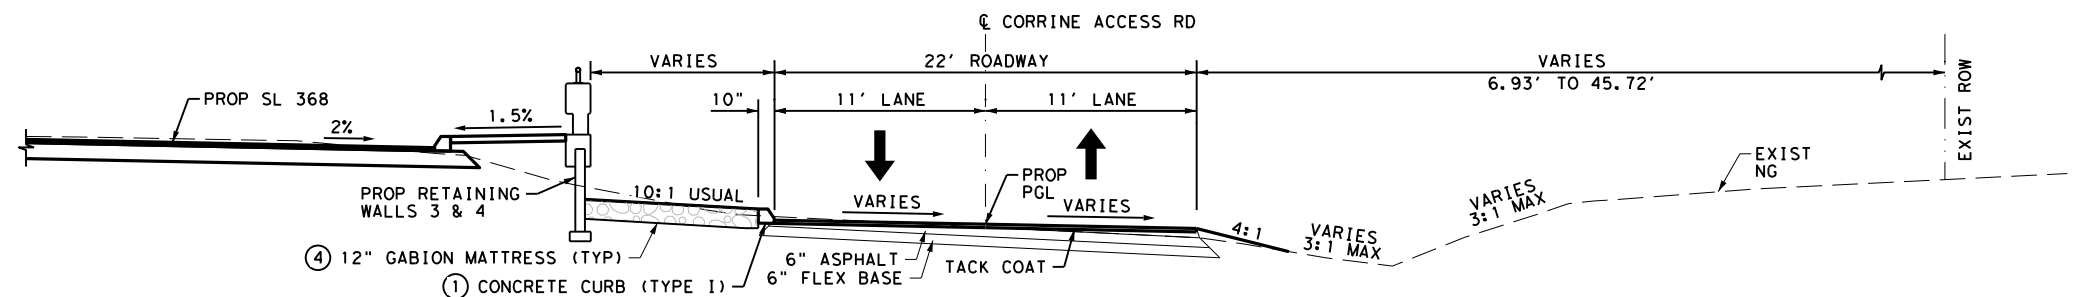 ℄ CORRINE ACCESS RD
VARIES
22' ROADWAY
VARIES
6.93' TO 45.72'
PROP SL 368
10"
11' LANE
11' LANE
EXIST ROW
2%
1.5%
EXIST
NG
PROP RETAINING
WALLS 3 & 4
10:1 USUAL
PROP
PGL
VARIES
VARIES
VARIES
3:1 MAX
4:1
VARIES
3:1 MAX
4 12" GABION MATTRESS (TYP)
6" ASPHALT
6" FLEX BASE
TACK COAT
1 CONCRETE CURB (TYPE I)